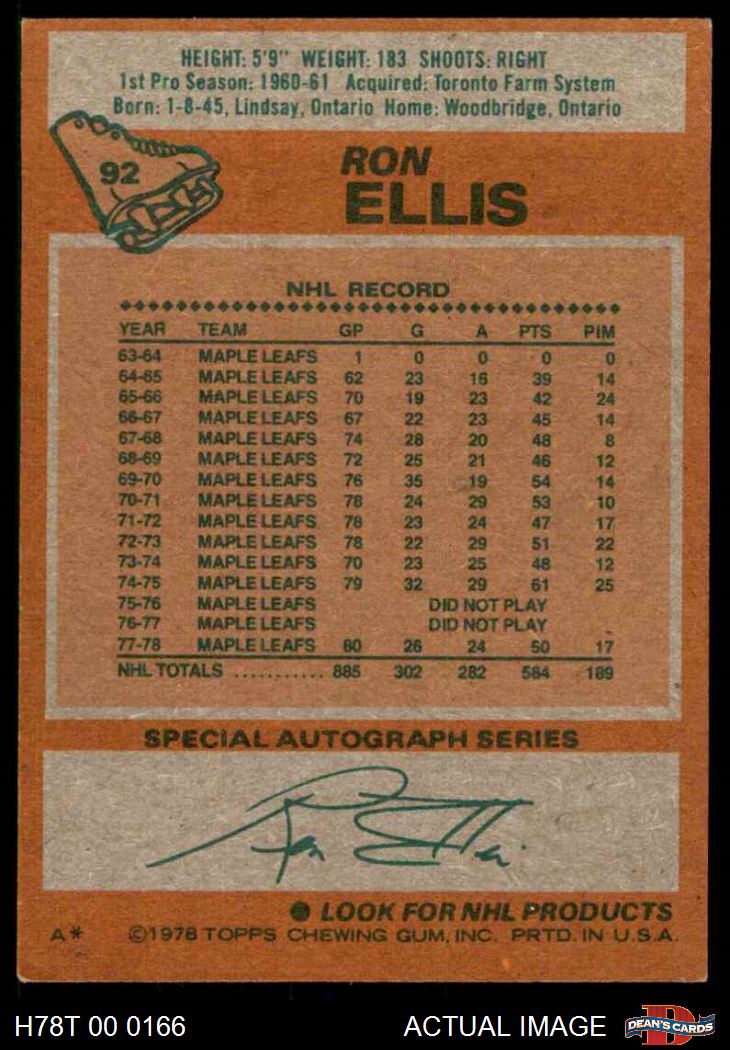 HEIGHT: 5'9" WEIGHT: 183 SHOOTS: RIGHT
1st Pro Season: 1960-61 Acquired: Toronto Farm System
Born: 1-8-45, Lindsay, Ontario Home: Woodbridge, Ontario
92
RON
ELLIS
NHL RECORD
YEAR TEAM GP G A PTS PIM
63-64 MAPLE LEAFS 1 0 0 0 0
64-65 MAPLE LEAFS 62 23 16 39 14
65-66 MAPLE LEAFS 70 19 23 42 24
66-67 MAPLE LEAFS 67 22 23 45 14
67-68 MAPLE LEAFS 74 28 20 48 8
68-69 MAPLE LEAFS 72 25 21 46 12
69-70 MAPLE LEAFS 76 35 19 54 14
70-71 MAPLE LEAFS 78 24 29 53 10
71-72 MAPLE LEAFS 78 23 24 47 17
72-73 MAPLE LEAFS 78 22 29 51 22
73-74 MAPLE LEAFS 70 23 25 48 12
74-75 MAPLE LEAFS 79 32 29 61 25
75-76 MAPLE LEAFS DID NOT PLAY
76-77 MAPLE LEAFS DID NOT PLAY
77-78 MAPLE LEAFS 80 26 24 50 17
NHL TOTALS ........... 885 302 282 584 189
SPECIAL AUTOGRAPH SERIES
Ron Ellis
● LOOK FOR NHL PRODUCTS
A* ©1978 TOPPS CHEWING GUM, INC. PRTD. IN U.S.A.
H78T 00 0166 ACTUAL IMAGE
D
DEAN'S CARDS